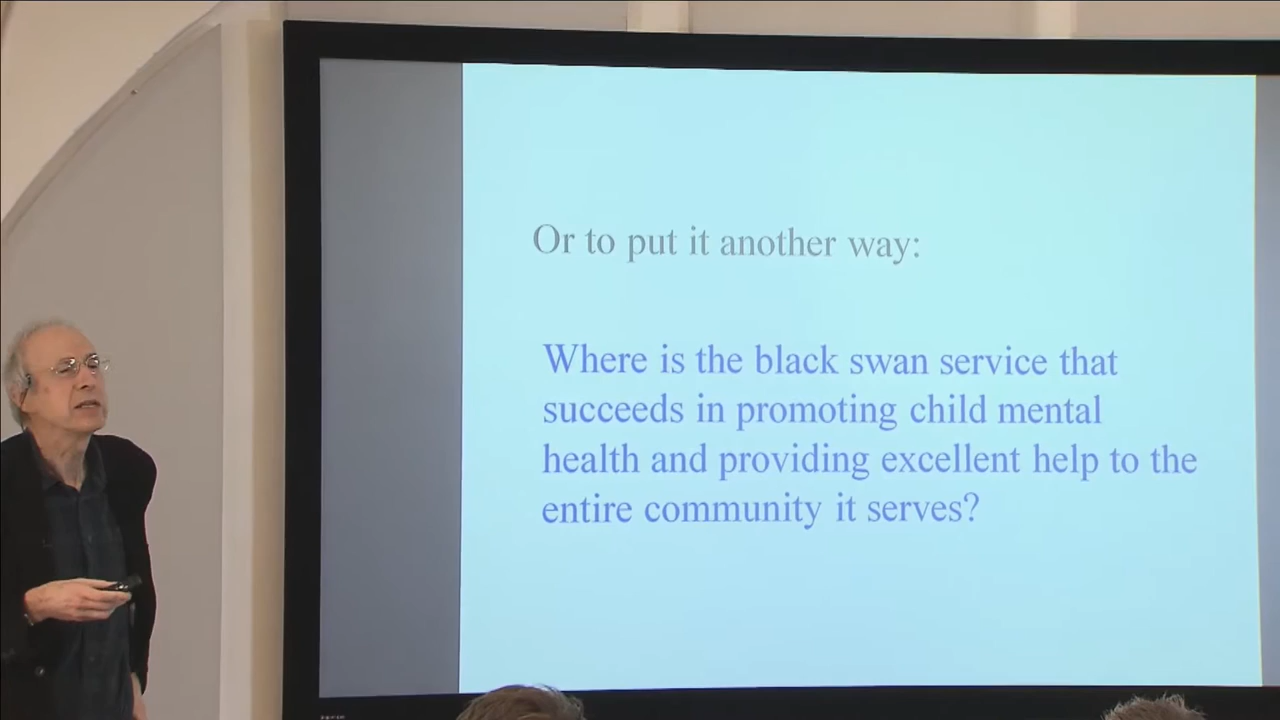 Or to put it another way:
Where is the black swan service that
succeeds in promoting child mental
health and providing excellent help to the
entire community it serves?